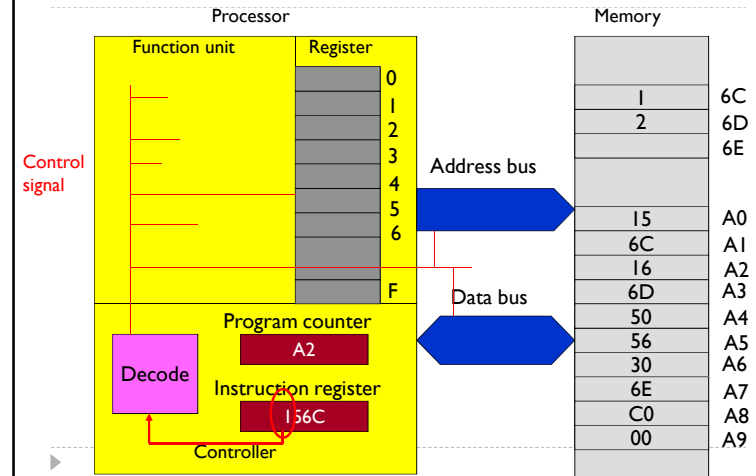 Processor
Memory
Function unit
Register
0
1
2
3
4
5
6
F
Control
signal
Address bus
Data bus
Program counter
A2
Decode
Instruction register
156C
Controller
1 6C
2 6D
6E
15 A0
6C A1
16 A2
6D A3
50 A4
56 A5
30 A6
6E A7
C0 A8
00 A9